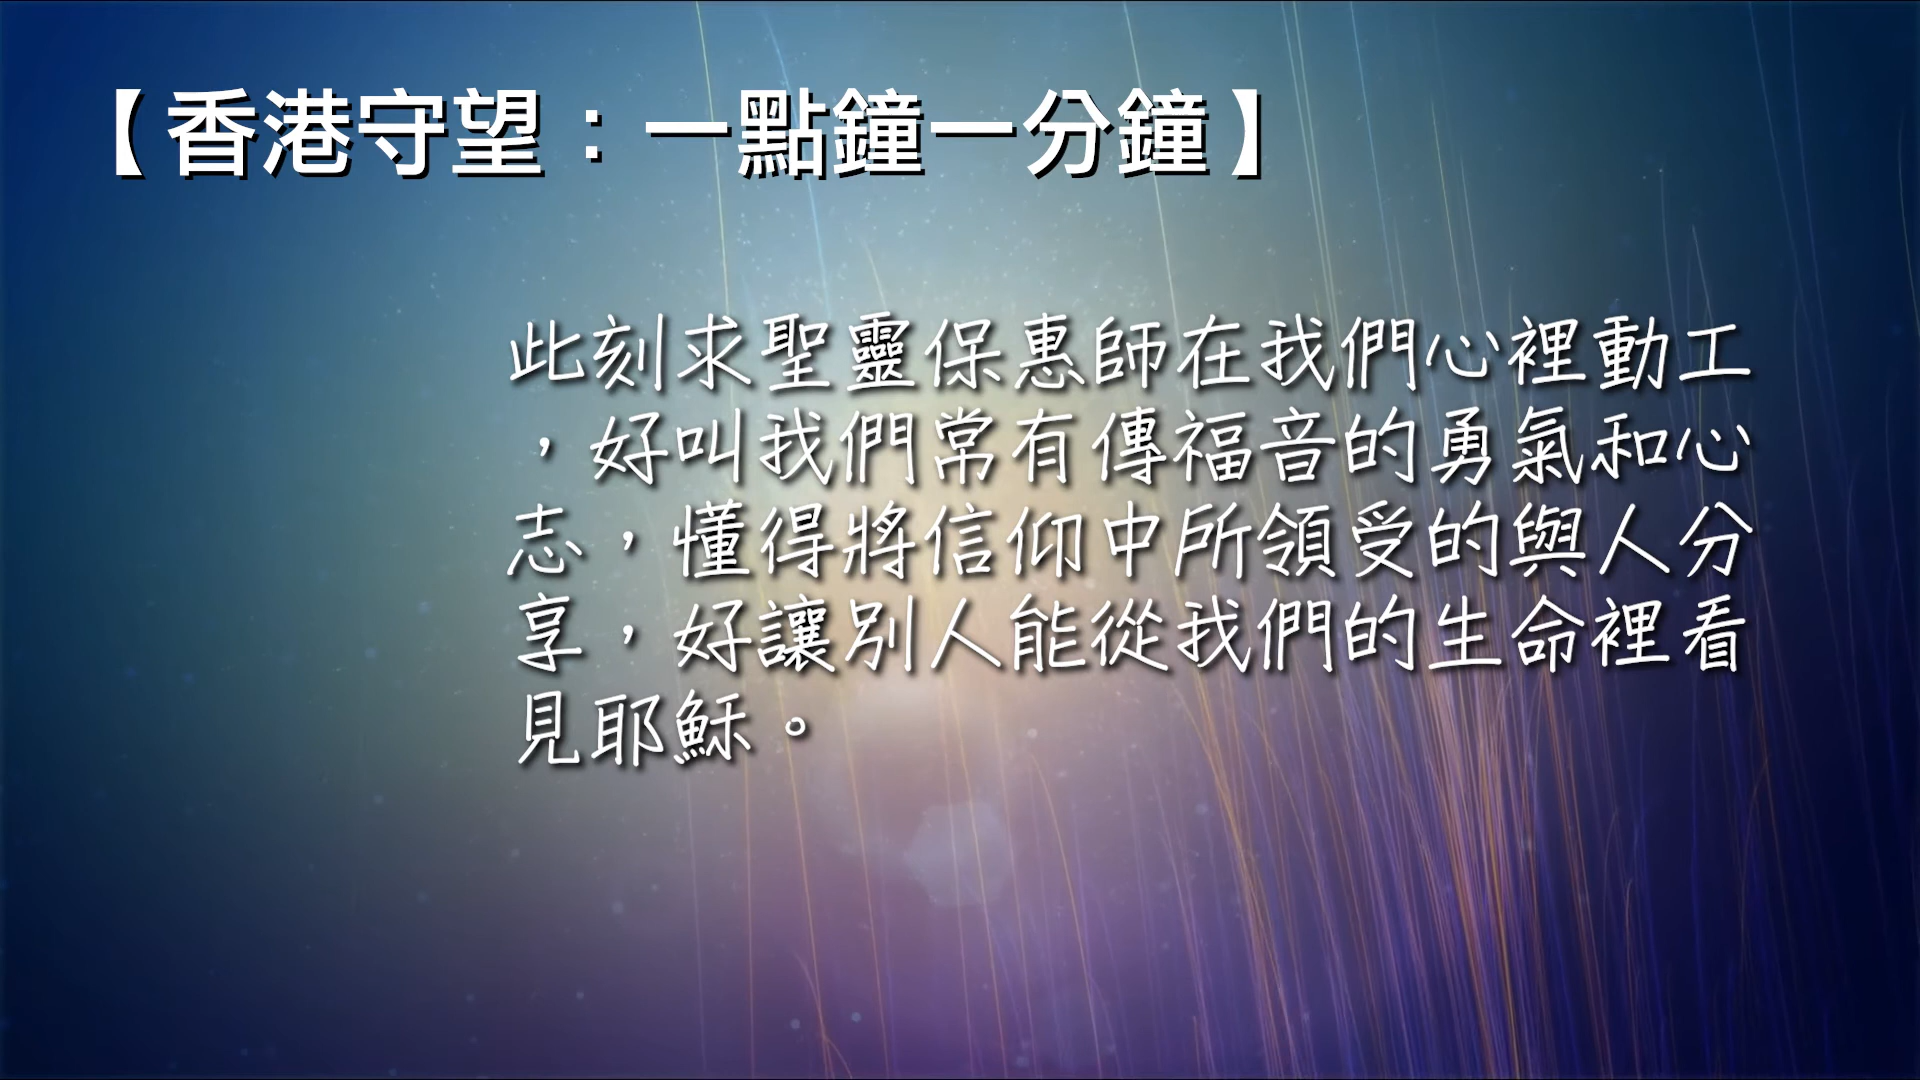 【香港守望：一點鐘一分鐘】
此刻求聖靈保惠師在我們心裡動工
，好叫我們常有傳福音的勇氣和心
志，懂得將信仰中所領受的與人分
享，好讓別人能從我們的生命裡看
見耶穌。